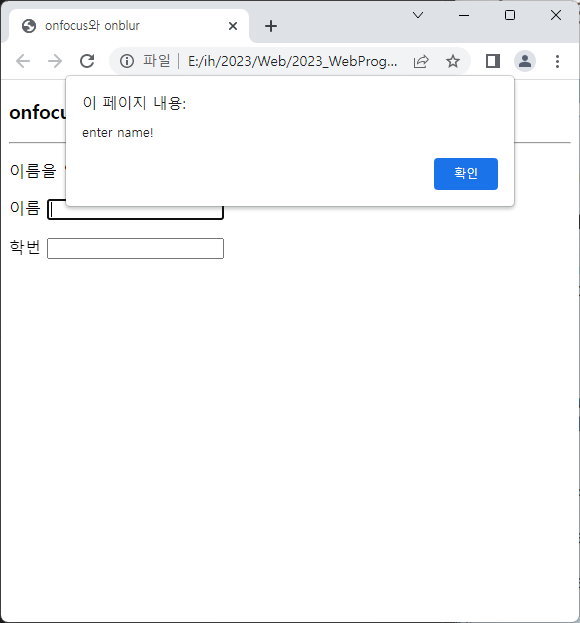 onfocus와 onblur
파일 E:/ih/2023/Web/2023_WebProg...
이 페이지 내용:
enter name!
확인
onfocu
이름을
이름
학번